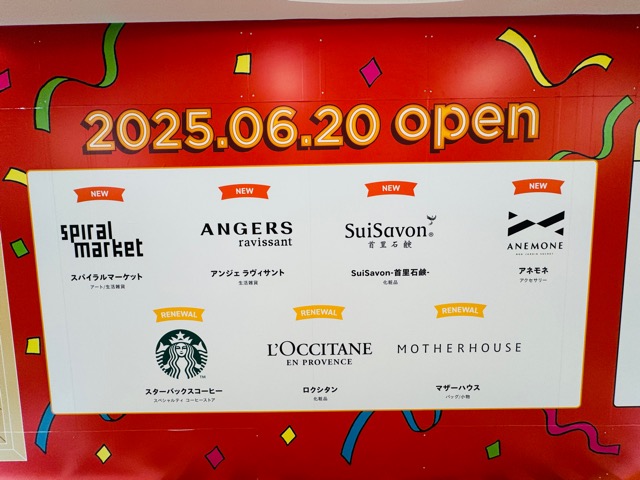 2025.06.20 open
NEW
spiral
market
スパイラルマーケット
アート/生活雑貨
NEW
ANGERS
ravissant
アンジェ ラヴィサント
生活雑貨
NEW
SuiSavon®
首里石鹸
SuiSavon-首里石鹸-
化粧品
NEW
ANEMONE
アネモネ
アクセサリー
RENEWAL
TM
スターバックスコーヒー
スペシャルティ コーヒーストア
RENEWAL
L'OCCITANE
EN PROVENCE
ロクシタン
化粧品
RENEWAL
MOTHERHOUSE
マザーハウス
バッグ/小物